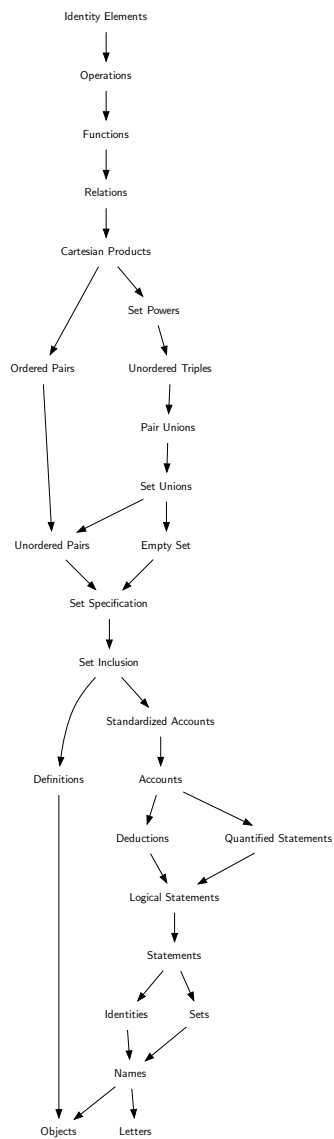 Identity Elements
Operations
Functions
Relations
Cartesian Products
Set Powers
Ordered Pairs
Unordered Triples
Pair Unions
Set Unions
Unordered Pairs
Empty Set
Set Specification
Set Inclusion
Standardized Accounts
Definitions
Accounts
Deductions
Quantified Statements
Logical Statements
Statements
Identities
Sets
Names
Objects
Letters